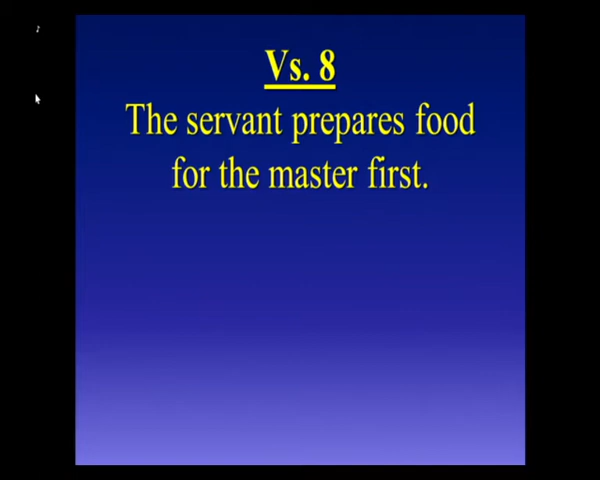 Vs. 8
The servant prepares food
for the master first.